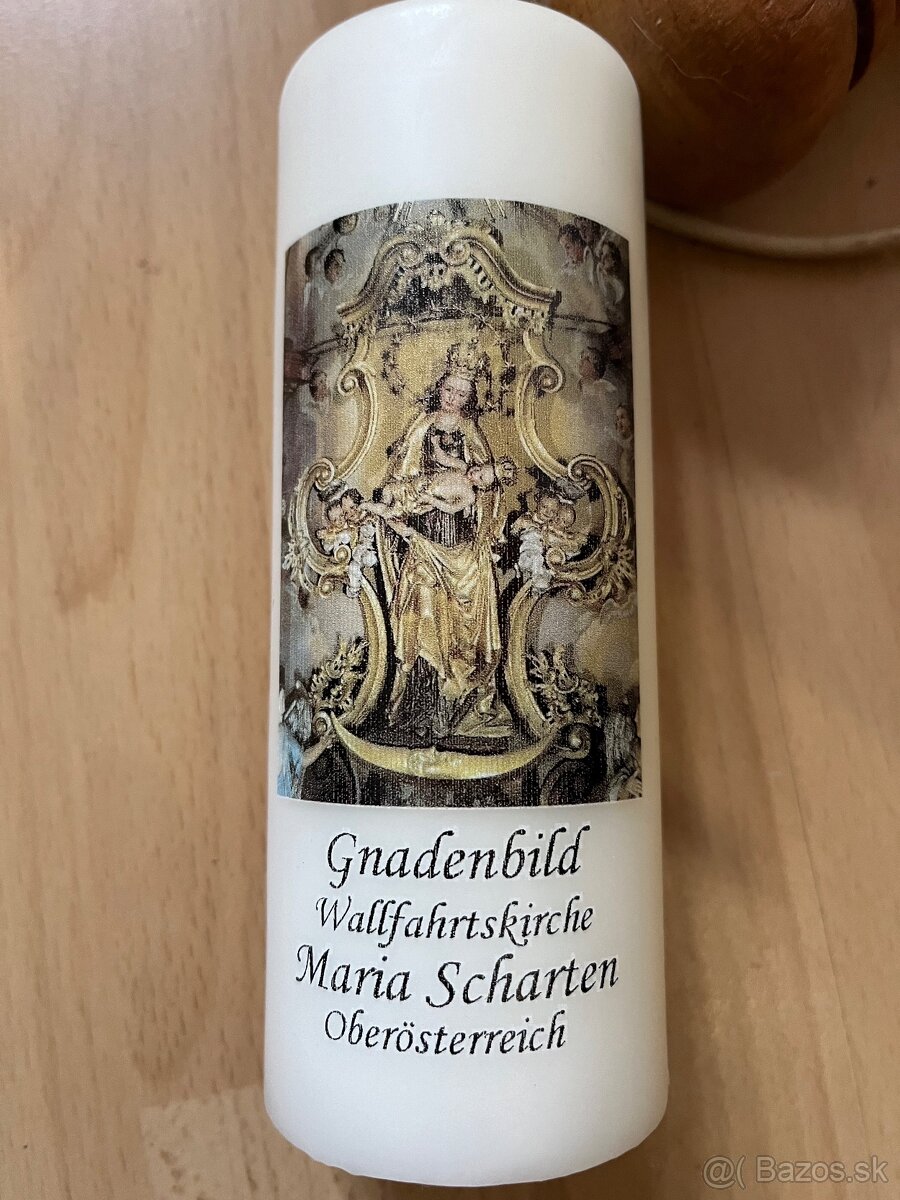 Gnadenbild
Wallfahrtskirche
Maria Scharten
Oberösterreich
@( Bazos.sk